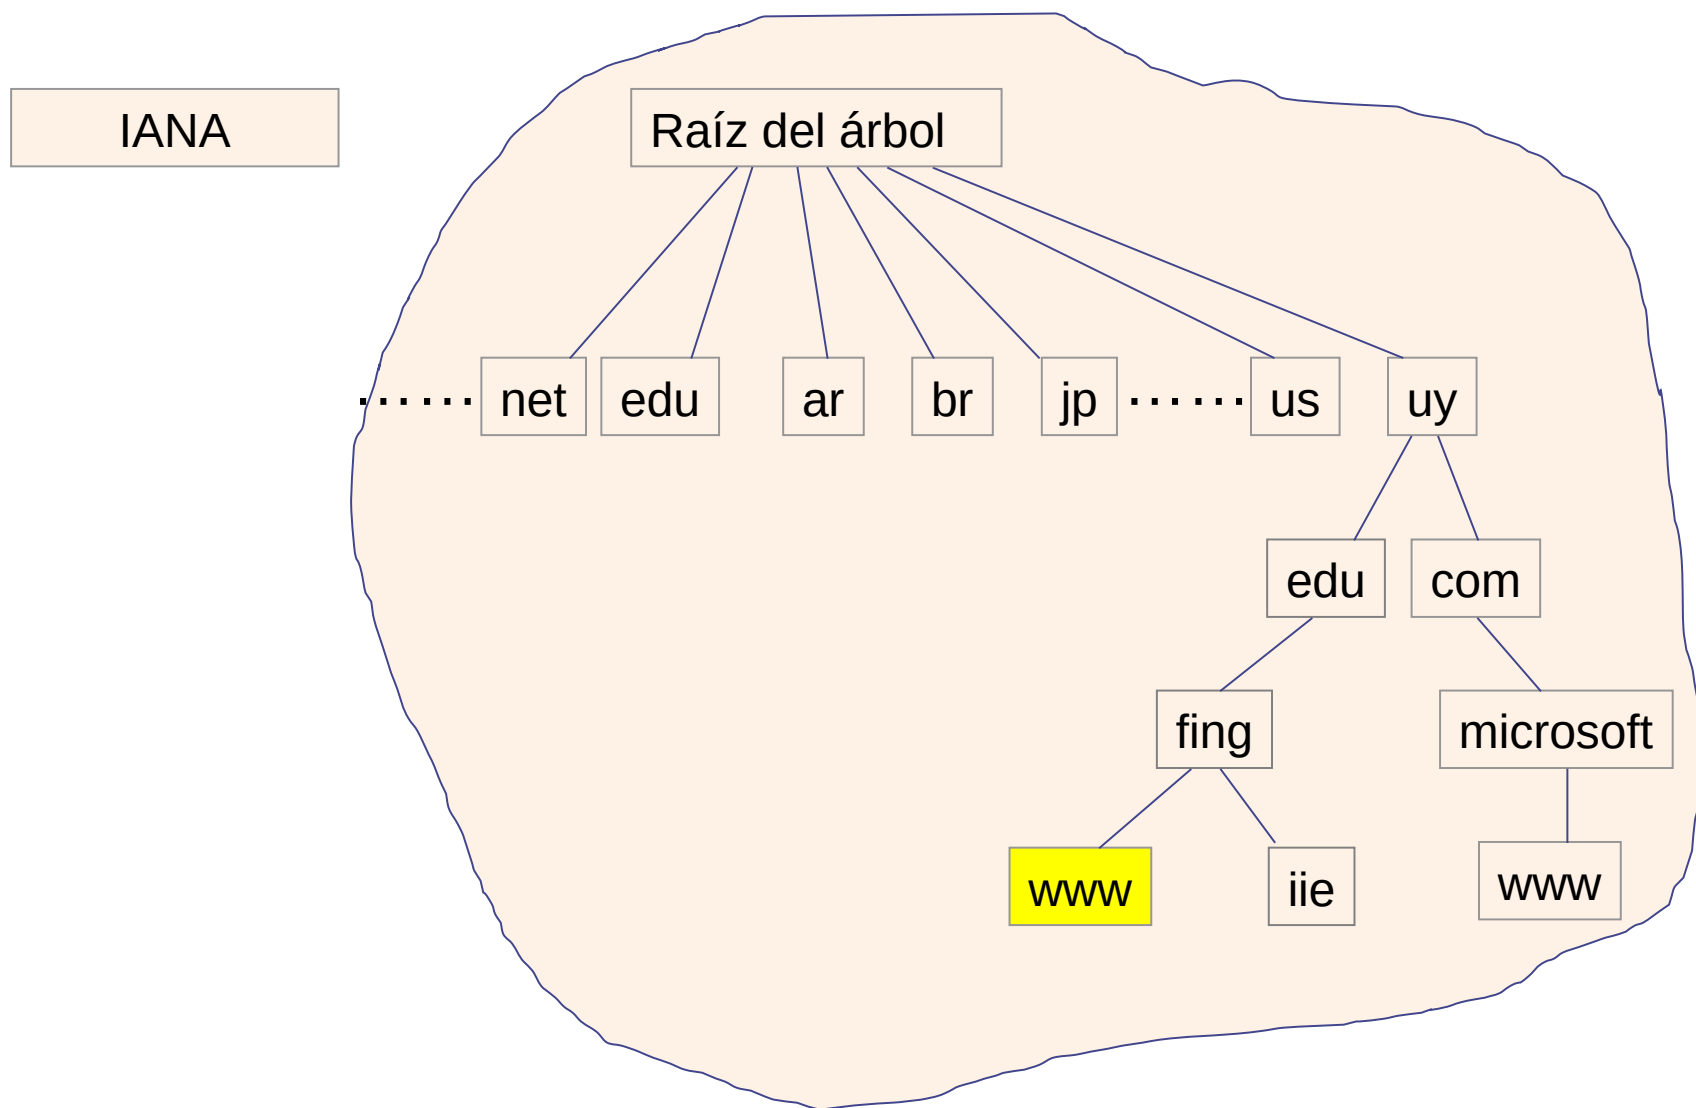 IANA
Raíz del árbol
...... net edu ar br jp ...... us uy
edu com
fing microsoft
www iie www